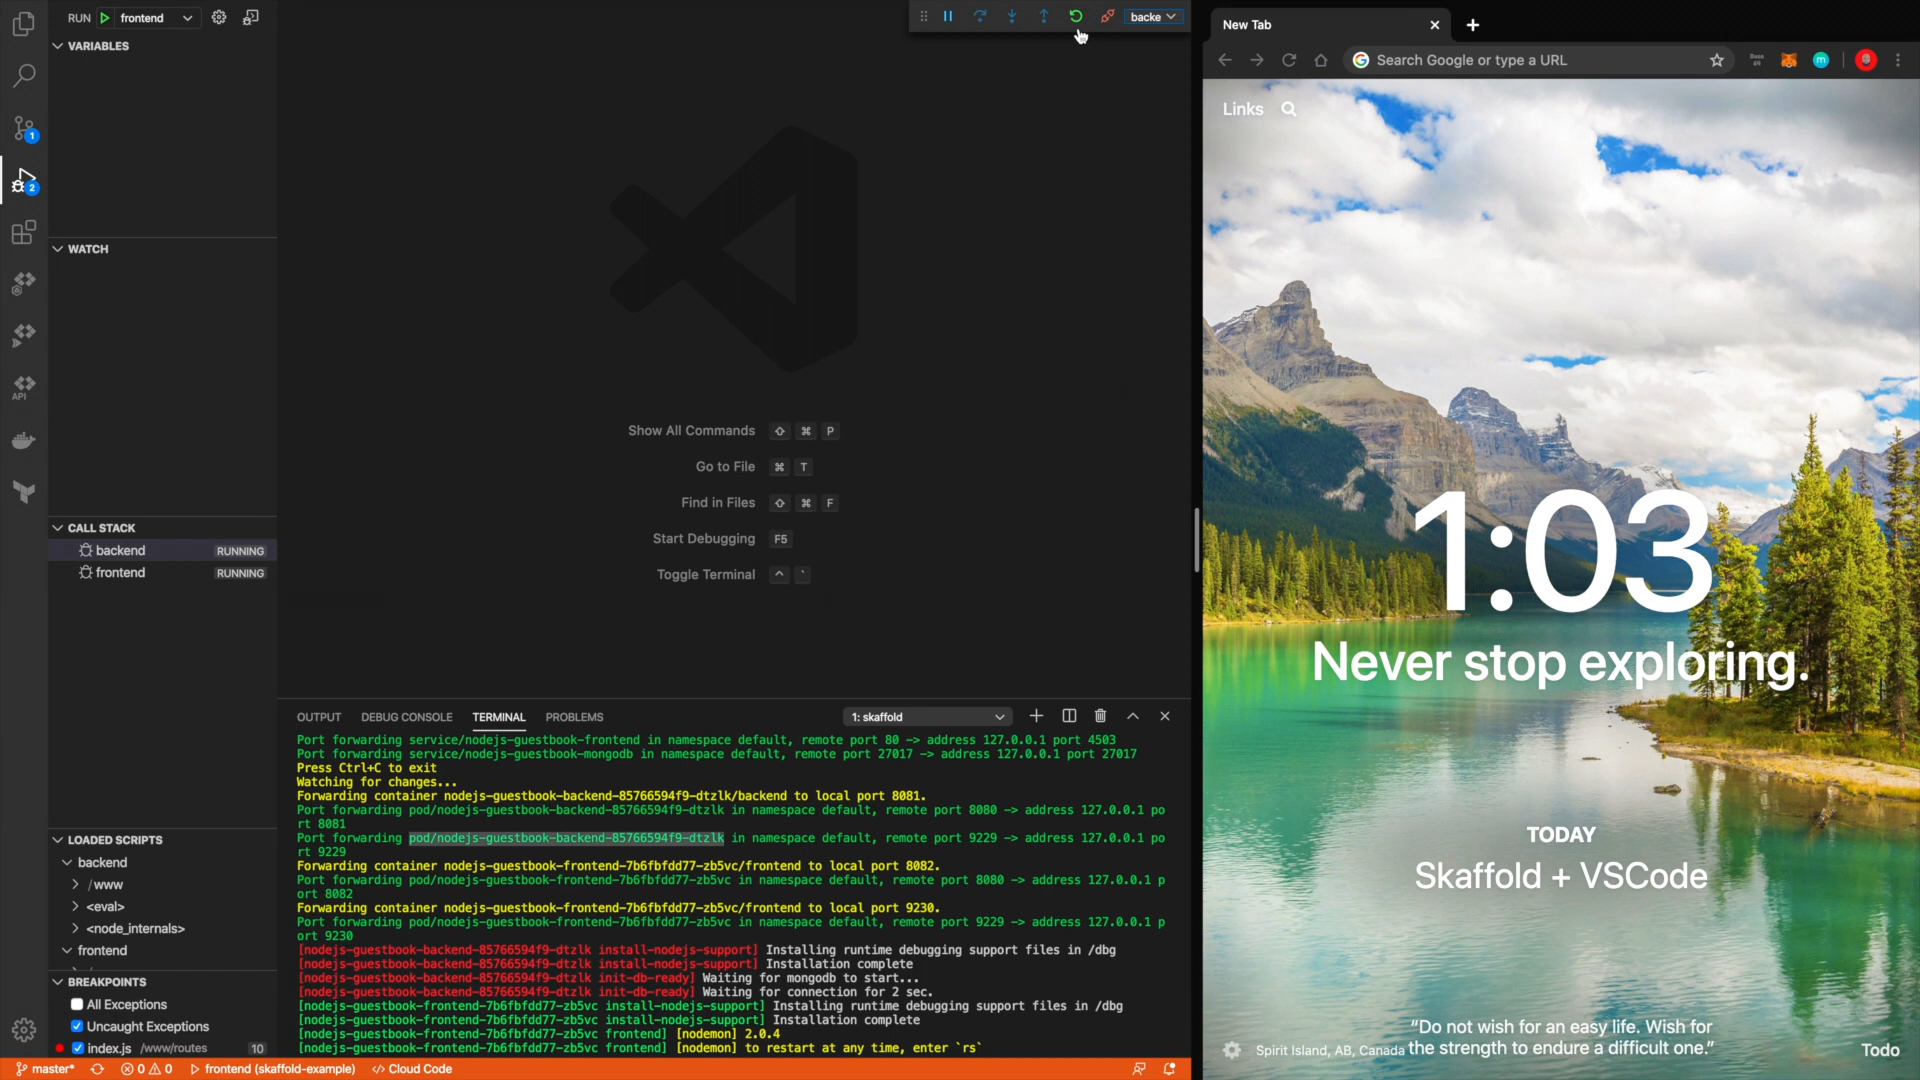 RUN frontend
VARIABLES
WATCH
CALL STACK
backend RUNNING
frontend RUNNING
LOADED SCRIPTS
backend
/www
<eval>
<node_internals>
frontend
BREAKPOINTS
All Exceptions
Uncaught Exceptions
index.js /www/routes 10
1
2
API
backe
Show All Commands ⇧ ⌘ P
Go to File ⌘ T
Find in Files ⇧ ⌘ F
Start Debugging F5
Toggle Terminal ^ `
OUTPUT DEBUG CONSOLE TERMINAL PROBLEMS 1: skaffold
Port forwarding service/nodejs-guestbook-frontend in namespace default, remote port 80 -> address 127.0.0.1 port 4503
Port forwarding service/nodejs-guestbook-mongodb in namespace default, remote port 27017 -> address 127.0.0.1 port 27017
Press Ctrl+C to exit
Watching for changes...
Forwarding container nodejs-guestbook-backend-85766594f9-dtzlk/backend to local port 8081.
Port forwarding pod/nodejs-guestbook-backend-85766594f9-dtzlk in namespace default, remote port 8080 -> address 127.0.0.1 po
rt 8081
Port forwarding pod/nodejs-guestbook-backend-85766594f9-dtzlk in namespace default, remote port 9229 -> address 127.0.0.1 po
rt 9229
Forwarding container nodejs-guestbook-frontend-7b6fbfdd77-zb5vc/frontend to local port 8082.
Port forwarding pod/nodejs-guestbook-frontend-7b6fbfdd77-zb5vc in namespace default, remote port 8080 -> address 127.0.0.1 p
ort 8082
Forwarding container nodejs-guestbook-frontend-7b6fbfdd77-zb5vc/frontend to local port 9230.
Port forwarding pod/nodejs-guestbook-frontend-7b6fbfdd77-zb5vc in namespace default, remote port 9229 -> address 127.0.0.1 p
ort 9230
[nodejs-guestbook-backend-85766594f9-dtzlk install-nodejs-support] Installing runtime debugging support files in /dbg
[nodejs-guestbook-backend-85766594f9-dtzlk install-nodejs-support] Installation complete
[nodejs-guestbook-backend-85766594f9-dtzlk init-db-ready] Waiting for mongodb to start...
[nodejs-guestbook-backend-85766594f9-dtzlk init-db-ready] Waiting for connection for 2 sec.
[nodejs-guestbook-frontend-7b6fbfdd77-zb5vc install-nodejs-support] Installing runtime debugging support files in /dbg
[nodejs-guestbook-frontend-7b6fbfdd77-zb5vc install-nodejs-support] Installation complete
[nodejs-guestbook-frontend-7b6fbfdd77-zb5vc frontend] [nodemon] 2.0.4
[nodejs-guestbook-frontend-7b6fbfdd77-zb5vc frontend] [nodemon] to restart at any time, enter `rs`
master* 0 0 frontend (skaffold-example) </> Cloud Code
New Tab
Search Google or type a URL
m
Links
1:03
Never stop exploring.
TODAY
Skaffold + VSCode
“Do not wish for an easy life. Wish for
the strength to endure a difficult one.”
Spirit Island, AB, Canada
Todo